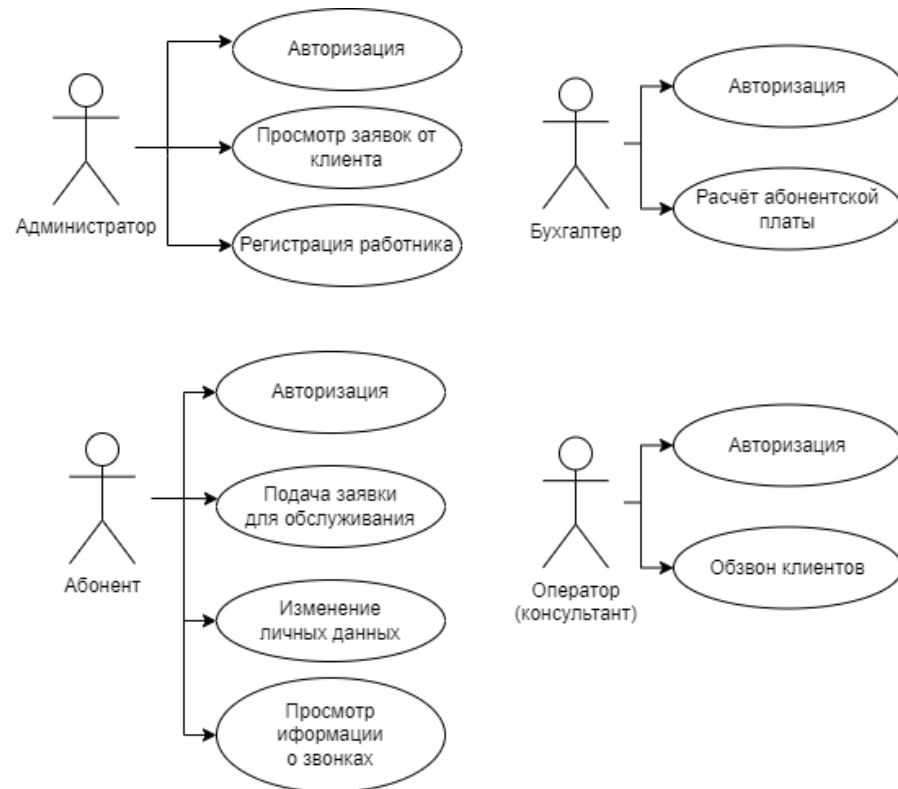 Авторизация
Просмотр заявок от
клиента
Регистрация работника
Администратор
Авторизация
Расчёт абонентской
платы
Бухгалтер
Авторизация
Подача заявки
для обслуживания
Изменение
личных данных
Просмотр
иформации
о звонках
Абонент
Авторизация
Обзвон клиентов
Оператор
(консультант)